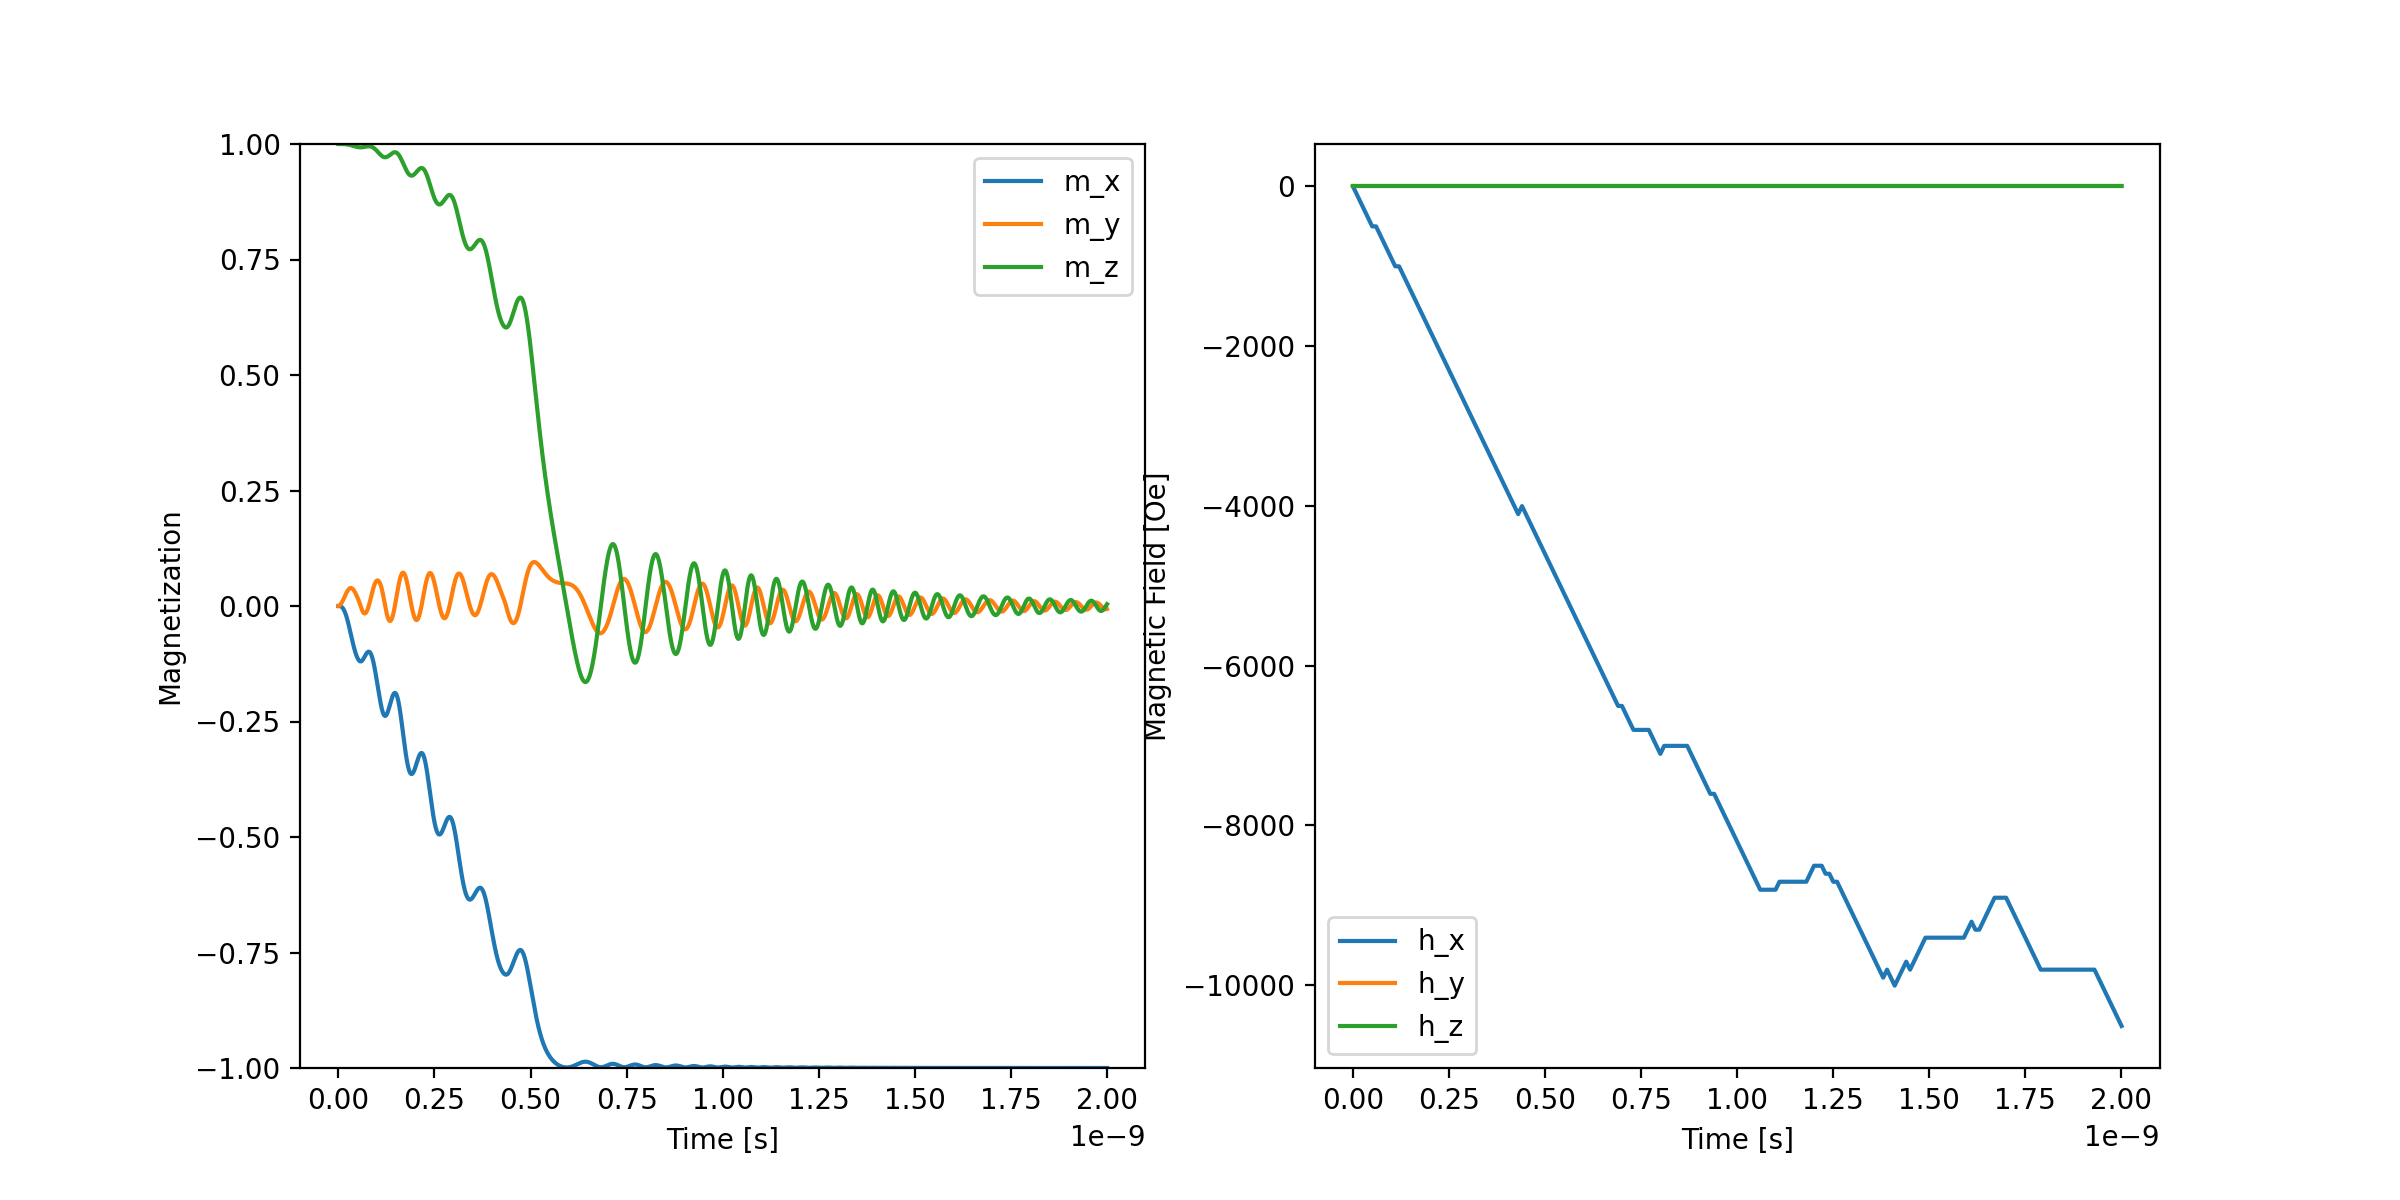 Magnetization
1.00
0.75
0.50
0.25
0.00
−0.25
−0.50
−0.75
−1.00
m_x
m_y
m_z
0.00 0.25 0.50 0.75 1.00 1.25 1.50 1.75 2.00
Time [s]
1e−9
Magnetic Field [Oe]
0
−2000
−4000
−6000
−8000
−10000
h_x
h_y
h_z
0.00 0.25 0.50 0.75 1.00 1.25 1.50 1.75 2.00
Time [s]
1e−9